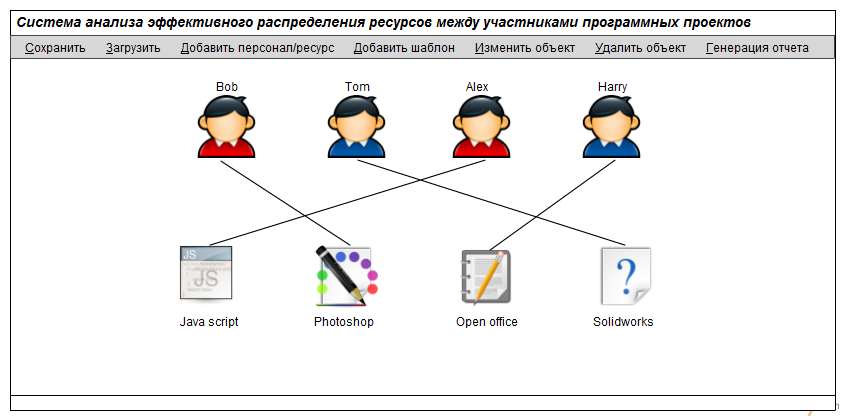 Система анализа эффективного распределения ресурсов между участниками программных проектов
Сохранить Загрузить Добавить персонал/ресурс Добавить шаблон Изменить объект Удалить объект Генерация отчета
Bob Tom Alex Harry
JS
JS
Java script Photoshop Open office Solidworks